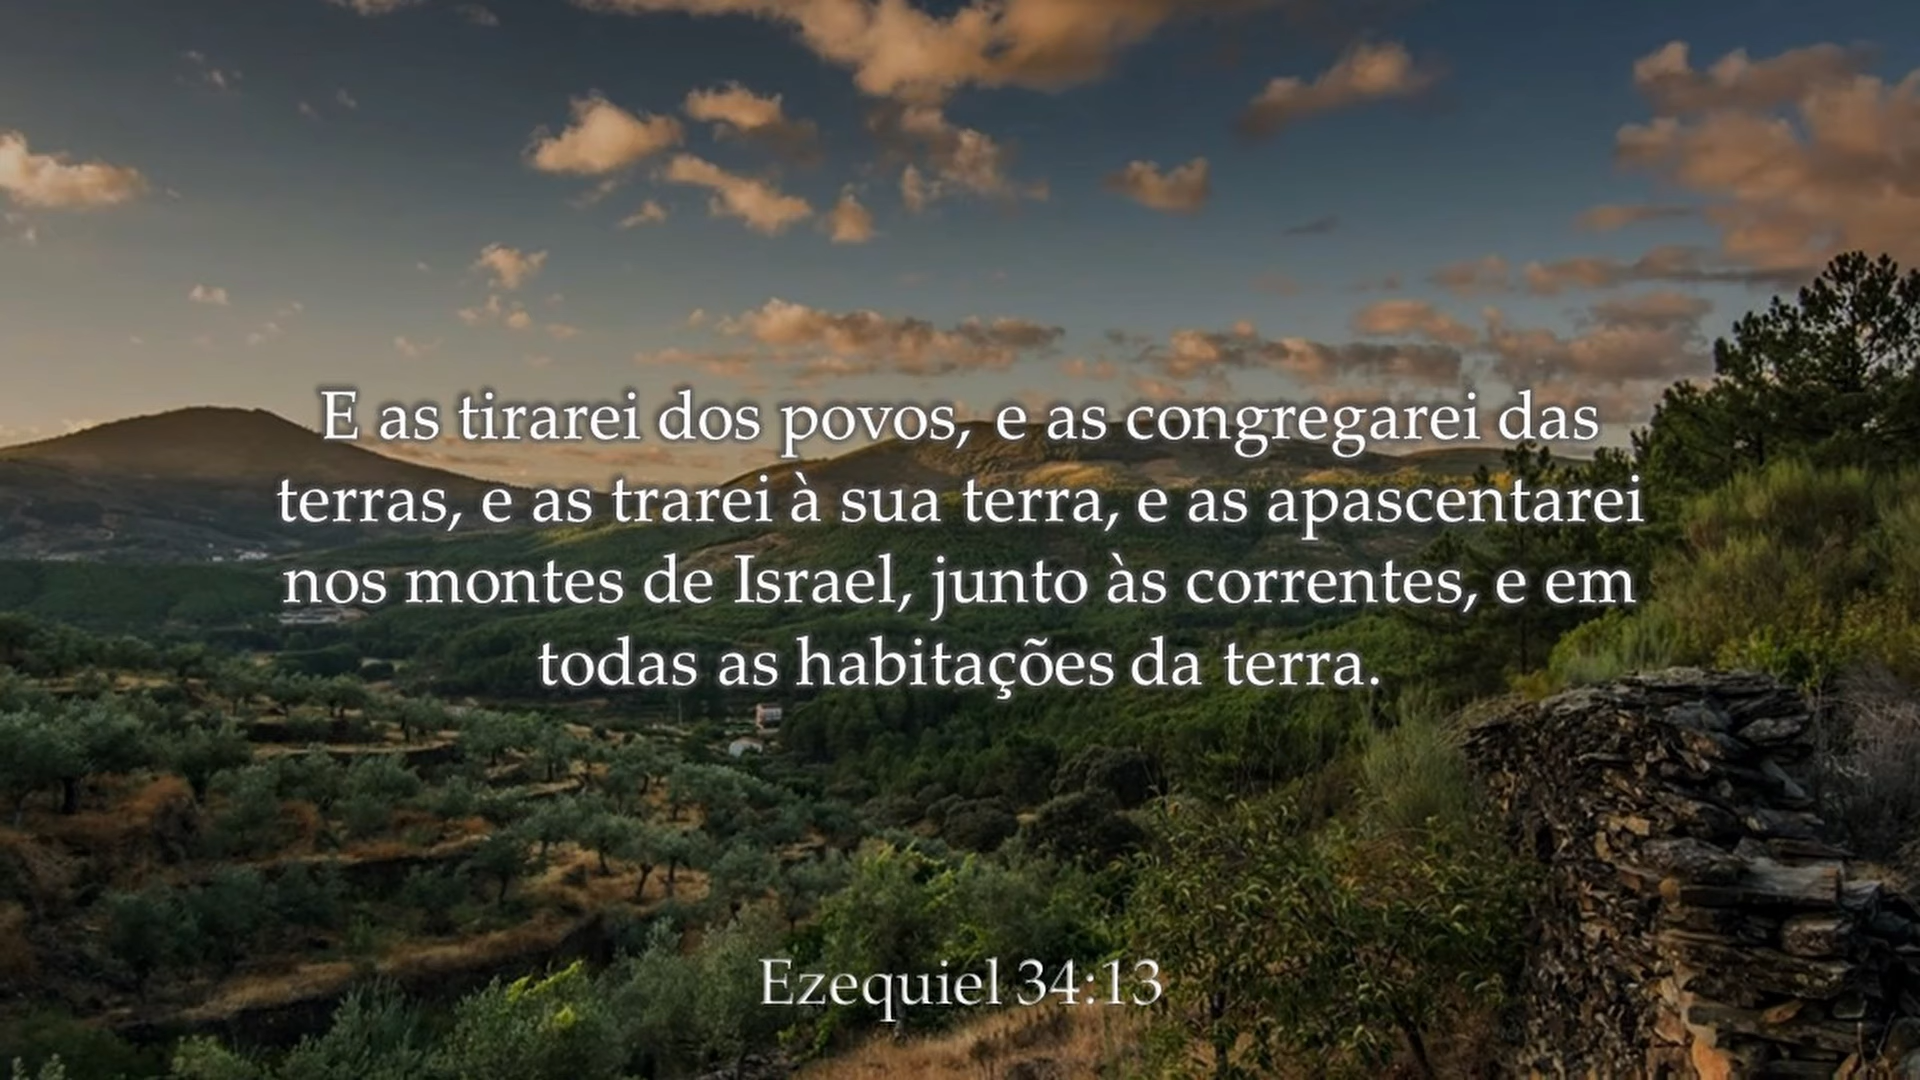 E as tirarei dos povos, e as congregarei das
terras, e as trarei à sua terra, e as apascentarei
nos montes de Israel, junto às correntes, e em
todas as habitações da terra.
Ezequiel 34:13